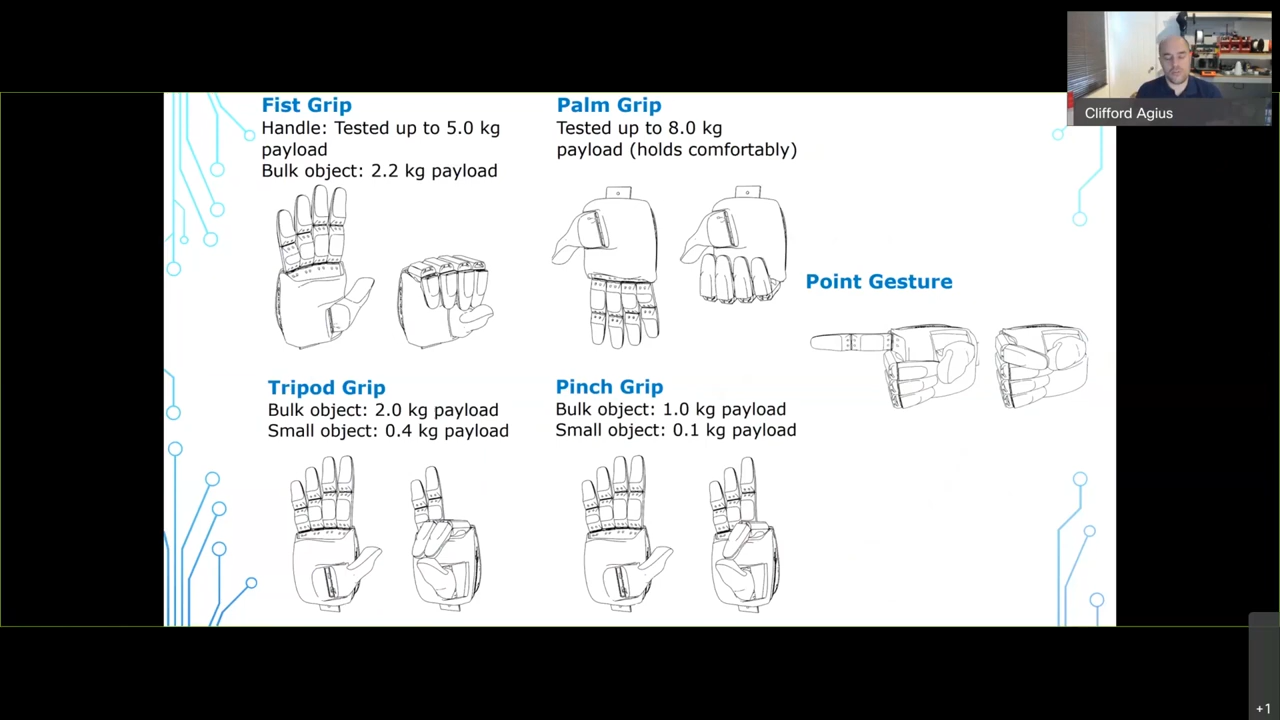 Clifford Agius
Fist Grip
Handle: Tested up to 5.0 kg
payload
Bulk object: 2.2 kg payload
Palm Grip
Tested up to 8.0 kg
payload (holds comfortably)
Point Gesture
Tripod Grip
Bulk object: 2.0 kg payload
Small object: 0.4 kg payload
Pinch Grip
Bulk object: 1.0 kg payload
Small object: 0.1 kg payload
+1